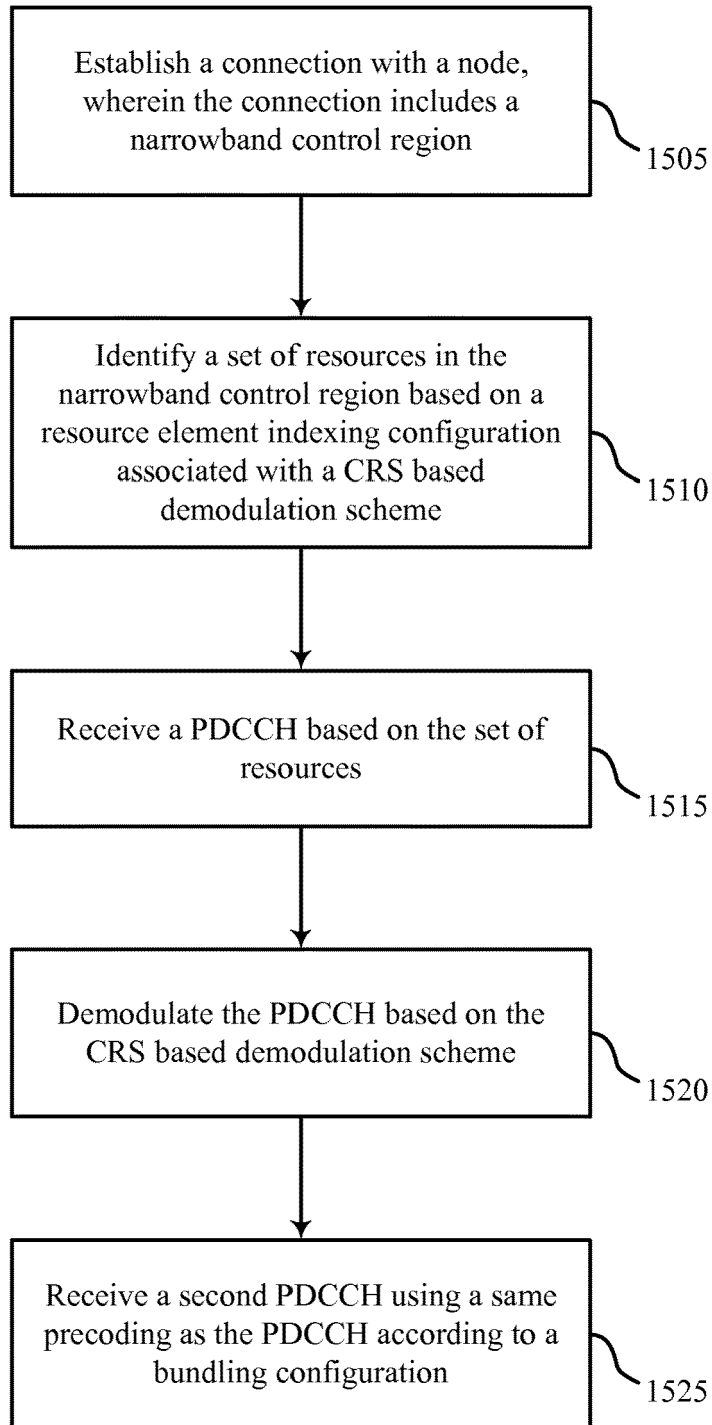 Establish a connection with a node,
wherein the connection includes a
narrowband control region
1505
Identify a set of resources in the
narrowband control region based on a
resource element indexing configuration
associated with a CRS based
demodulation scheme
1510
Receive a PDCCH based on the set of
resources
1515
Demodulate the PDCCH based on the
CRS based demodulation scheme
1520
Receive a second PDCCH using a same
precoding as the PDCCH according to a
bundling configuration
1525